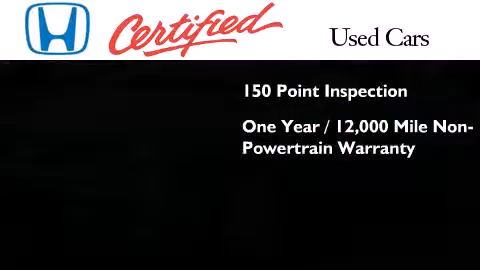 Certified Used Cars
150 Point Inspection
One Year / 12,000 Mile Non-
Powertrain Warranty